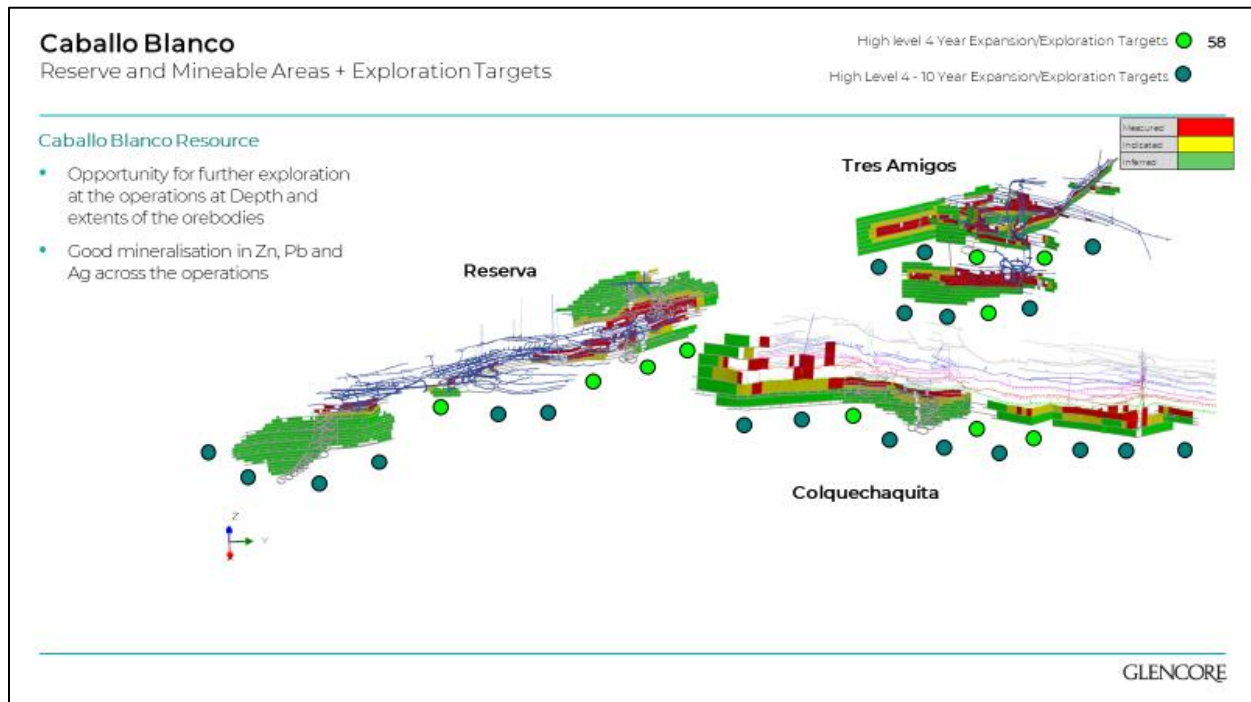 Caballo Blanco
Reserve and Mineable Areas + Exploration Targets
High level 4 Year Expansion/Exploration Targets
58
High Level 4 - 10 Year Expansion/Exploration Targets
Caballo Blanco Resource
• Opportunity for further exploration
at the operations at Depth and
extents of the orebodies
• Good mineralisation in Zn, Pb and
Ag across the operations
Measured
Indicated
Inferred
Tres Amigos
Reserva
Colquechaquita
Z
Y
X
GLENCORE